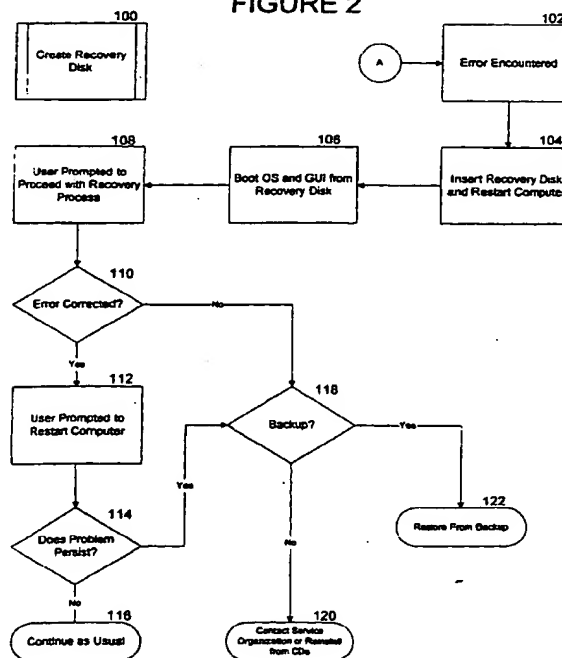 FIGURE 2
100
Create Recovery
Disk
A
102
Error Encountered
104
Insert Recovery Disk
and Restart Computer
106
Boot OS and GUI from
Recovery Disk
108
User Prompted to
Proceed with Recovery
Process
110
Error Corrected?
No
Yes
112
User Prompted to
Restart Computer
114
Does Problem
Persist?
Yes
No
116
Continue as Usual
118
Backup?
Yes
No
120
Contact Service
Organization or Reinstall
from CDs
122
Restore From Backup